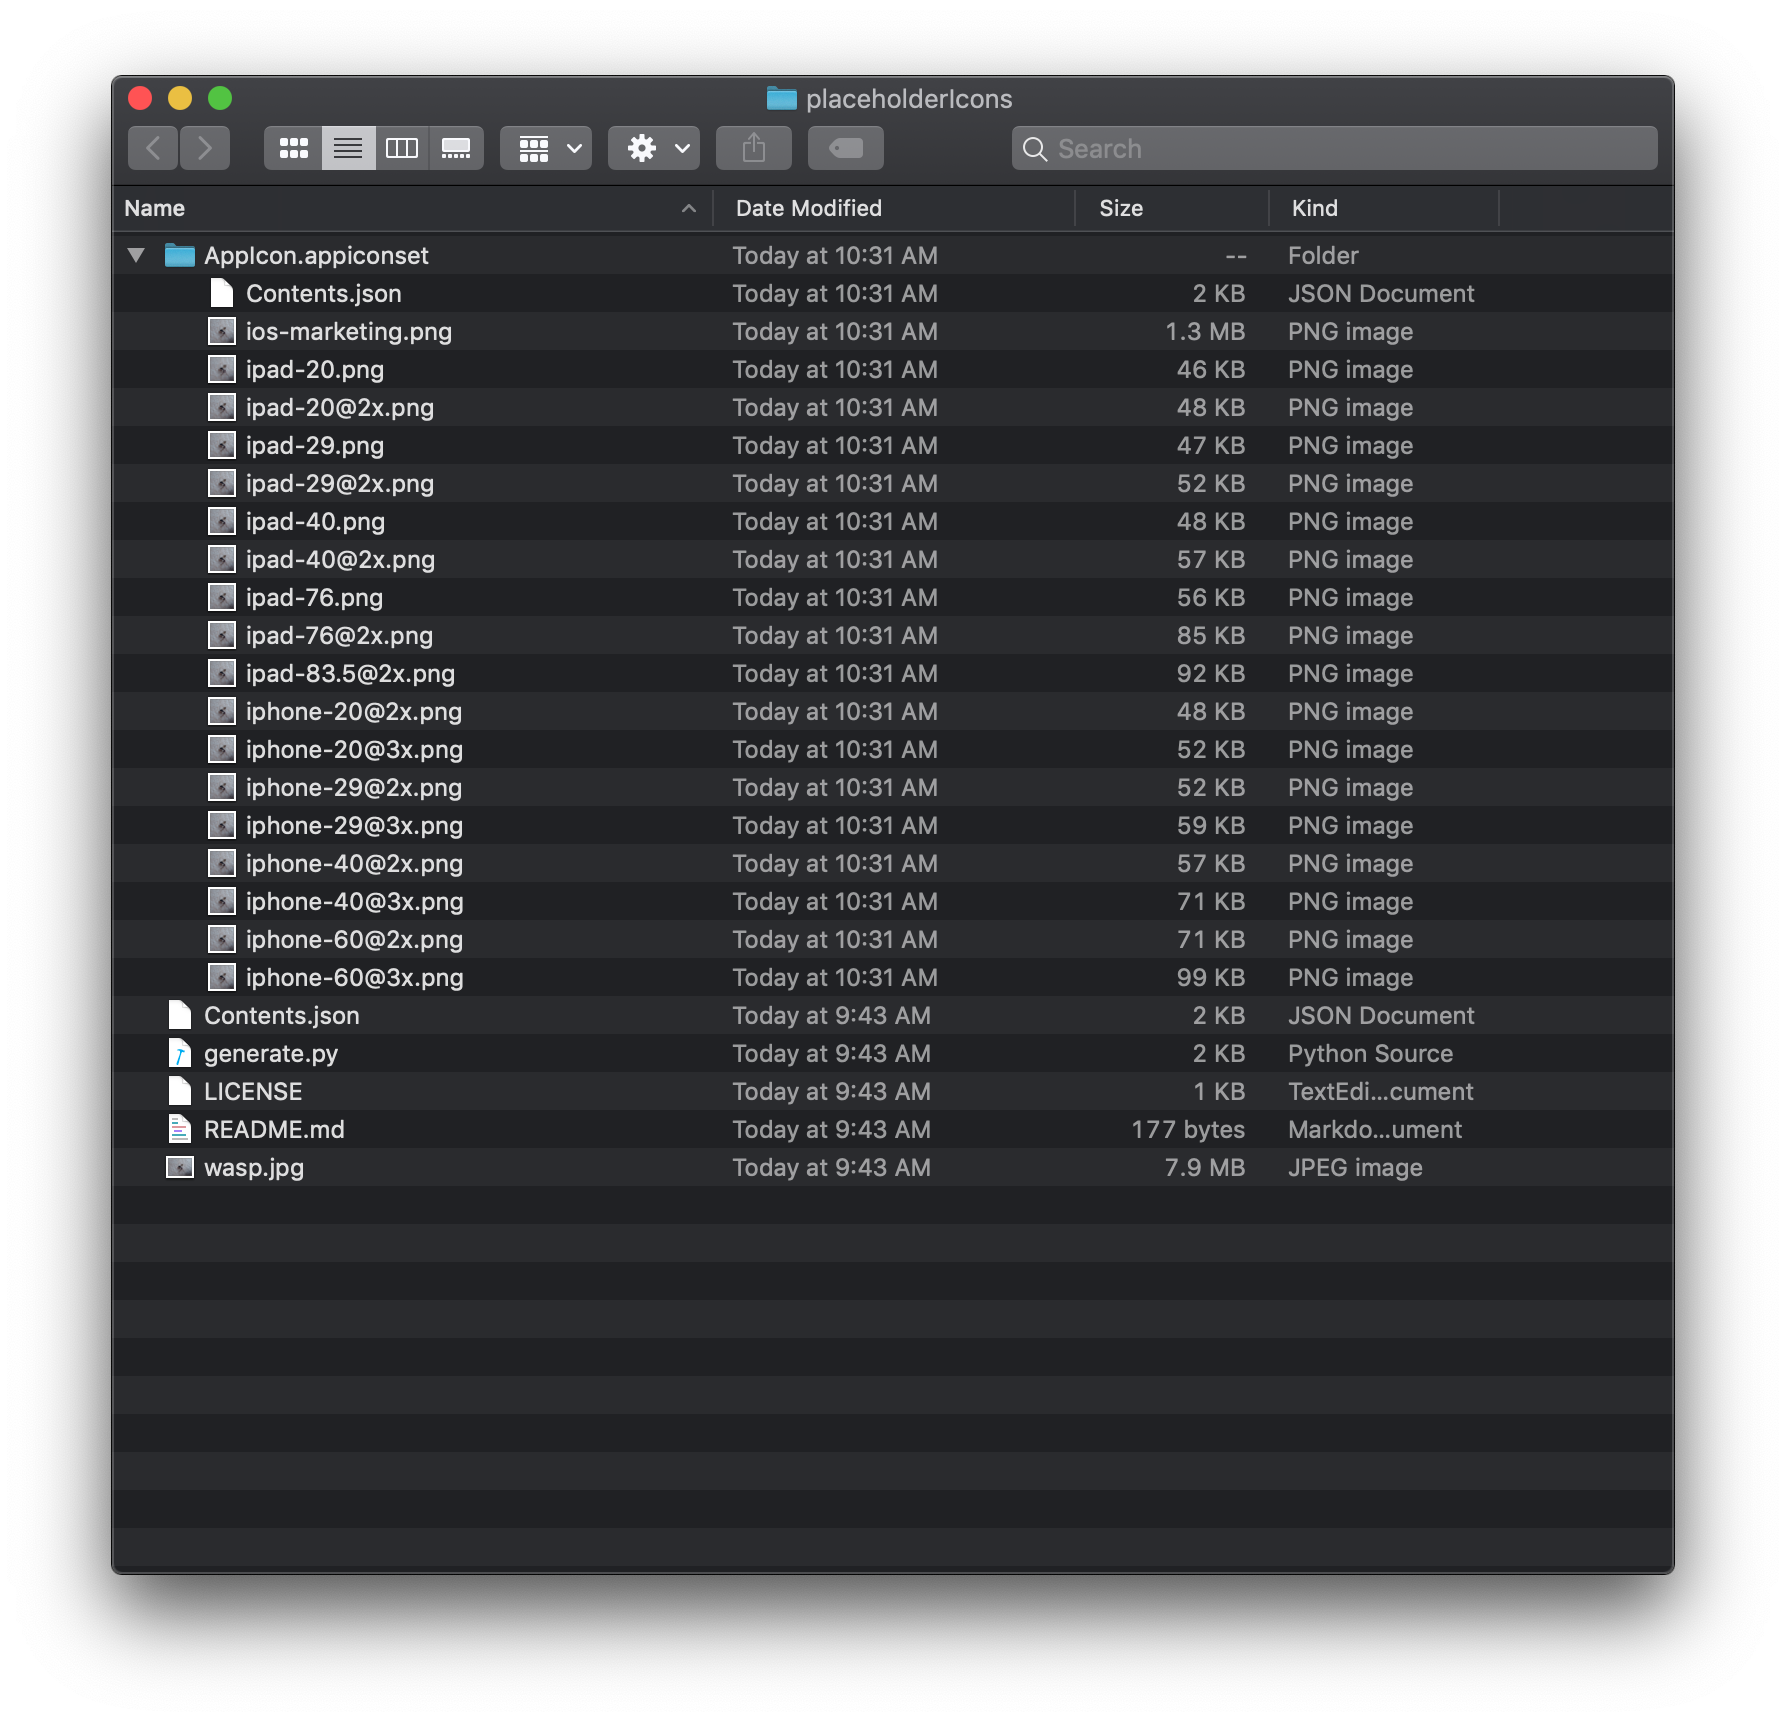 placeholderIcons
Search
Name Date Modified Size Kind
AppIcon.appiconset Today at 10:31 AM -- Folder
Contents.json Today at 10:31 AM 2 KB JSON Document
ios-marketing.png Today at 10:31 AM 1.3 MB PNG image
ipad-20.png Today at 10:31 AM 46 KB PNG image
ipad-20@2x.png Today at 10:31 AM 48 KB PNG image
ipad-29.png Today at 10:31 AM 47 KB PNG image
ipad-29@2x.png Today at 10:31 AM 52 KB PNG image
ipad-40.png Today at 10:31 AM 48 KB PNG image
ipad-40@2x.png Today at 10:31 AM 57 KB PNG image
ipad-76.png Today at 10:31 AM 56 KB PNG image
ipad-76@2x.png Today at 10:31 AM 85 KB PNG image
ipad-83.5@2x.png Today at 10:31 AM 92 KB PNG image
iphone-20@2x.png Today at 10:31 AM 48 KB PNG image
iphone-20@3x.png Today at 10:31 AM 52 KB PNG image
iphone-29@2x.png Today at 10:31 AM 52 KB PNG image
iphone-29@3x.png Today at 10:31 AM 59 KB PNG image
iphone-40@2x.png Today at 10:31 AM 57 KB PNG image
iphone-40@3x.png Today at 10:31 AM 71 KB PNG image
iphone-60@2x.png Today at 10:31 AM 71 KB PNG image
iphone-60@3x.png Today at 10:31 AM 99 KB PNG image
Contents.json Today at 9:43 AM 2 KB JSON Document
generate.py Today at 9:43 AM 2 KB Python Source
LICENSE Today at 9:43 AM 1 KB TextEdi...cument
README.md Today at 9:43 AM 177 bytes Markdo...ument
wasp.jpg Today at 9:43 AM 7.9 MB JPEG image